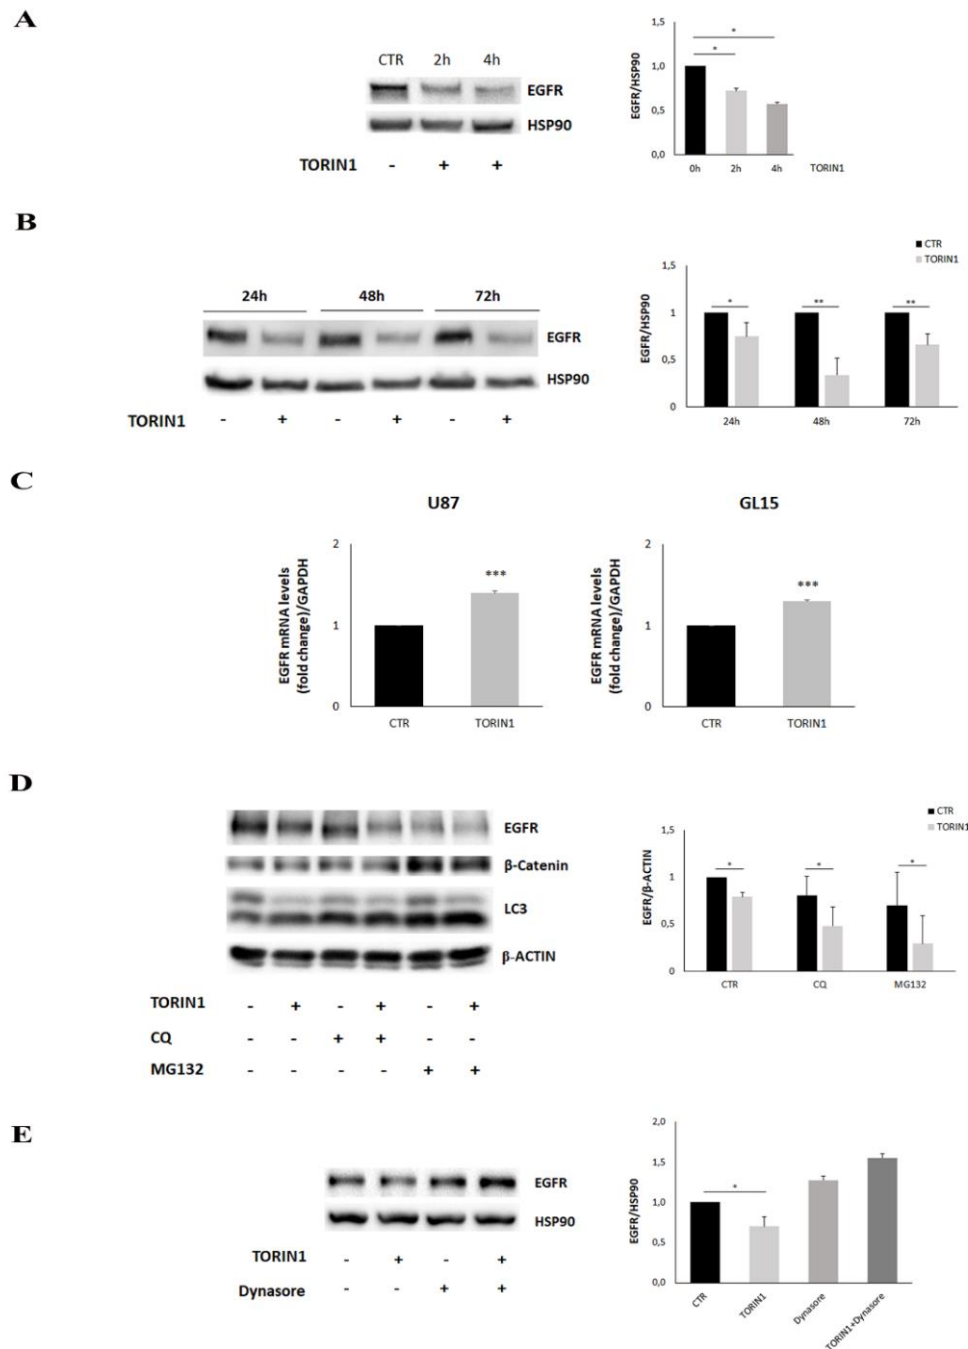 A
CTR 2h 4h
EGFR
HSP90
TORIN1 - + +
EGFR/HSP90
1,5
*
*
1,0
0,5
0,0
0h 2h 4h TORIN1
B
24h 48h 72h
EGFR
HSP90
TORIN1 - + - + - +
CTR
TORIN1
EGFR/HSP90
1,5
* ** **
1
0,5
0
24h 48h 72h
C
U87
EGFR mRNA levels
(fold change)/GAPDH
2
***
1
0
CTR TORIN1
GL15
EGFR mRNA levels
(fold change)/GAPDH
2
***
1
0
CTR TORIN1
D
EGFR
β-Catenin
LC3
β-ACTIN
TORIN1 - + - + - +
CQ - - + + - -
MG132 - - - - + +
CTR
TORIN1
EGFR/β-ACTIN
1,5
* * *
1
0,5
0
CTR CQ MG132
E
EGFR
HSP90
TORIN1 - + - +
Dynasore - - + +
EGFR/HSP90
2,0
1,5
*
1,0
0,5
0,0
CTR TORIN1 Dynasore TORIN1+Dynasore